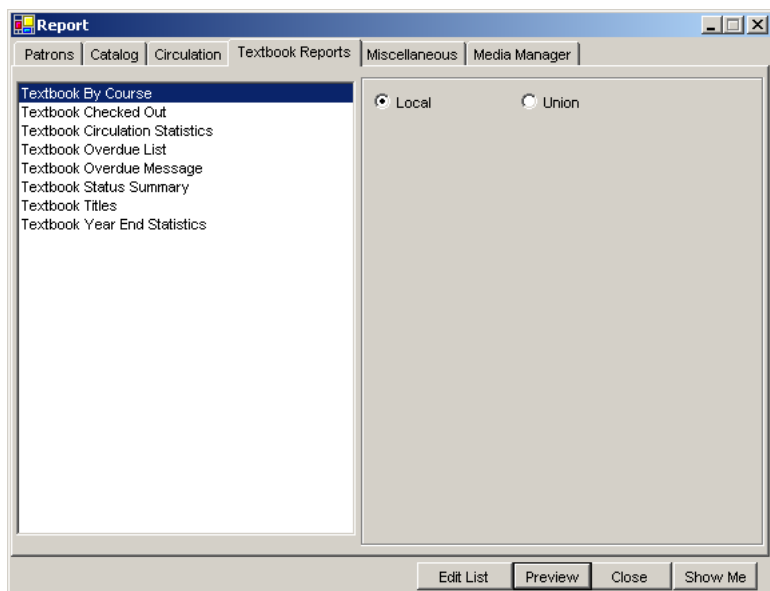 Report
Patrons Catalog Circulation Textbook Reports Miscellaneous Media Manager
Textbook By Course
Textbook Checked Out
Textbook Circulation Statistics
Textbook Overdue List
Textbook Overdue Message
Textbook Status Summary
Textbook Titles
Textbook Year End Statistics
Local Union
Edit List Preview Close Show Me